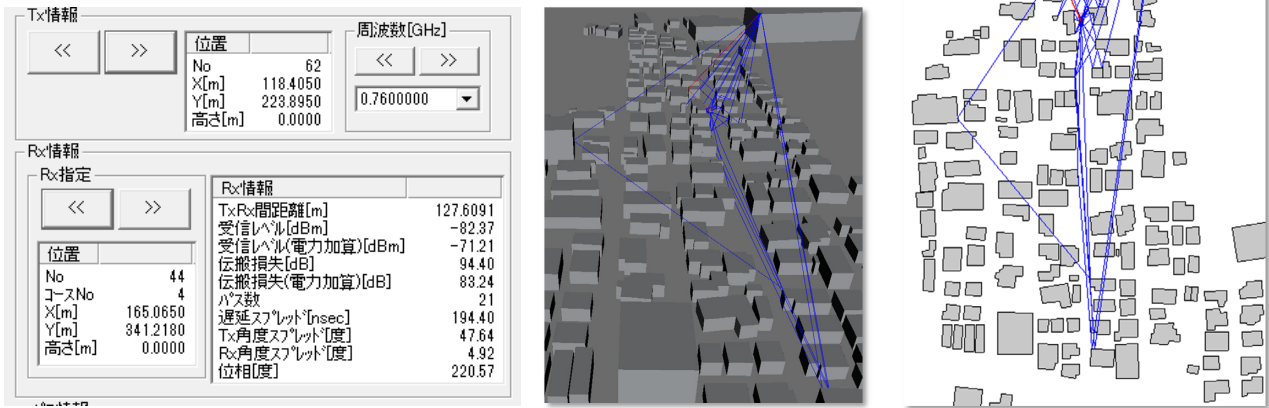 Tx情報
<< >>
位置
No 62
X[m] 118.4050
Y[m] 223.8950
高さ[m] 0.0000
周波数[GHz]
<< >>
0.7600000
Rx情報
Rx指定
<< >>
位置
No 44
コースNo 4
X[m] 165.0650
Y[m] 341.2180
高さ[m] 0.0000
Rx情報
TxRx間距離[m] 127.6091
受信レベル[dBm] -82.37
受信レベル(電力加算)[dBm] -71.21
伝搬損失[dB] 94.40
伝搬損失(電力加算)[dB] 83.24
パス数 21
遅延スプレッド[nsec] 194.40
Tx角度スプレッド[度] 47.64
Rx角度スプレッド[度] 4.92
位相[度] 220.57